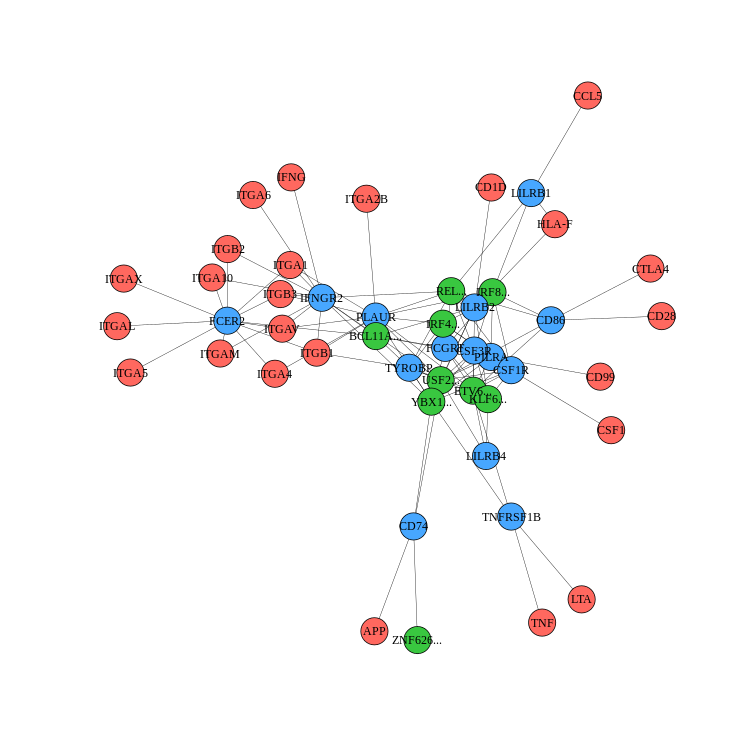 CCL5
IFNG
CD1D
LILRB1
ITGA6
ITGA2B
HLA-F
ITGB2
ITGA1
CTLA4
ITGAX
ITGA10
ITGB3
IFNGR2
REL...
IRF8...
LILRB2
ITGAL
FCER2
ITGAV
PLAUR
IRF4...
CD86
CD28
BCL11A...
ITGAM
ITGB1
PILRA
ITGA5
ITGA4
TYROBP
CSF1R
CD99
USF2...
ETV6...
KLF6...
YBX1...
CSF1
LILRB4
CD74
TNFRSF1B
LTA
TNF
APP
ZNF626...